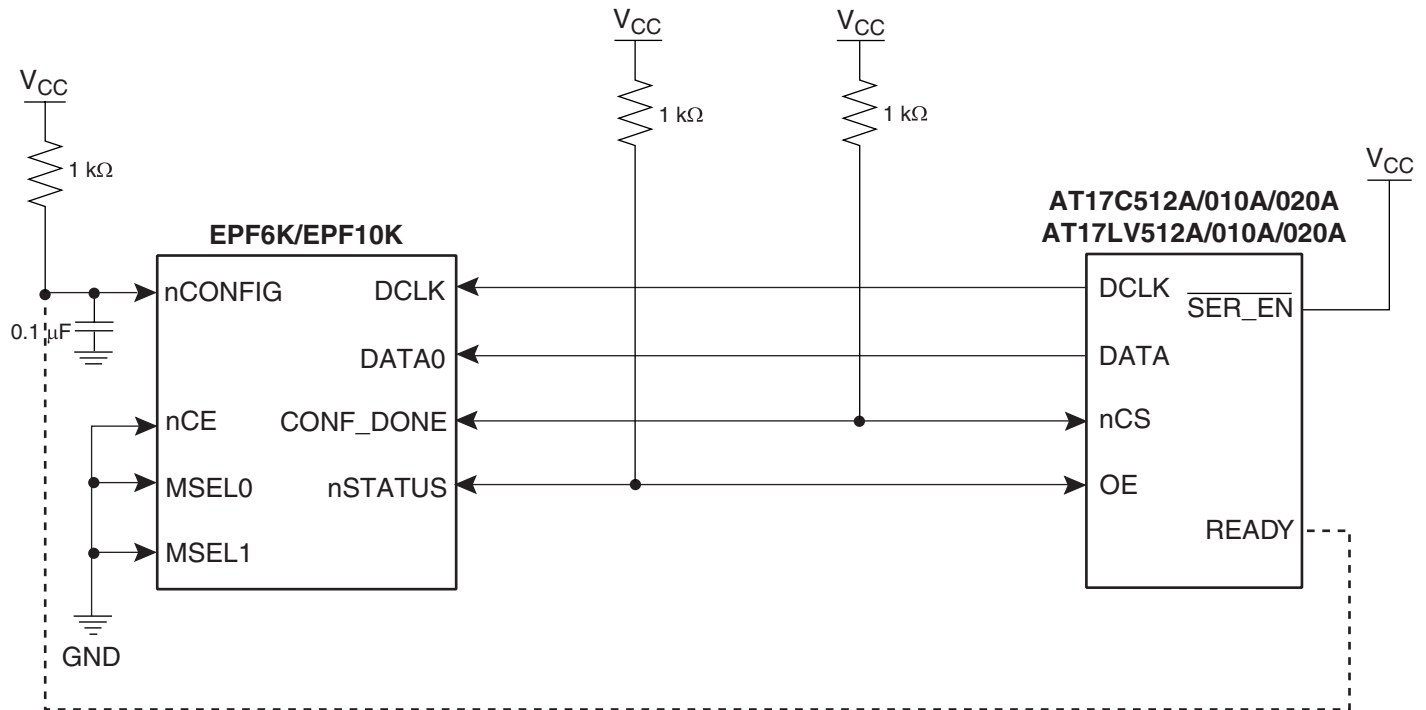 VCC
VCC
VCC
1 kΩ
1 kΩ
1 kΩ
VCC
AT17C512A/010A/020A
AT17LV512A/010A/020A
EPF6K/EPF10K
nCONFIG
DCLK
DCLK
SER_EN
0.1 µF
DATA0
DATA
nCE
CONF_DONE
nCS
MSEL0
nSTATUS
OE
READY
MSEL1
GND